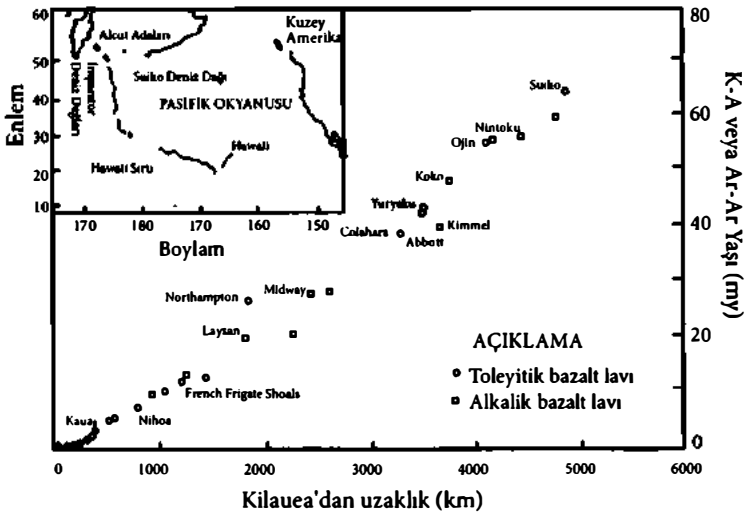 60
50
40
30
20
10
Enlem
170
180
160
150
Boylam
Aleut Adaları
Kuzey
Amerika
İmparator
Deniz Dağları
Suiko Deniz Dağı
PASİFİK OKYANUSU
Hawaii
Hawaii Sırtı
80
60
40
20
0
K-A veya Ar-Ar Yaşı (my)
Suiko
Nintoku
Ojin
Koko
Yuryaku
Kimmel
Colahara
Abbott
Northampton
Midway
Laysan
French Frigate Shoals
Kaua
Nihoa
AÇIKLAMA
Toleyitik bazalt lavı
Alkalik bazalt lavı
0
1000
2000
3000
4000
5000
6000
Kilauea'dan uzaklık (km)